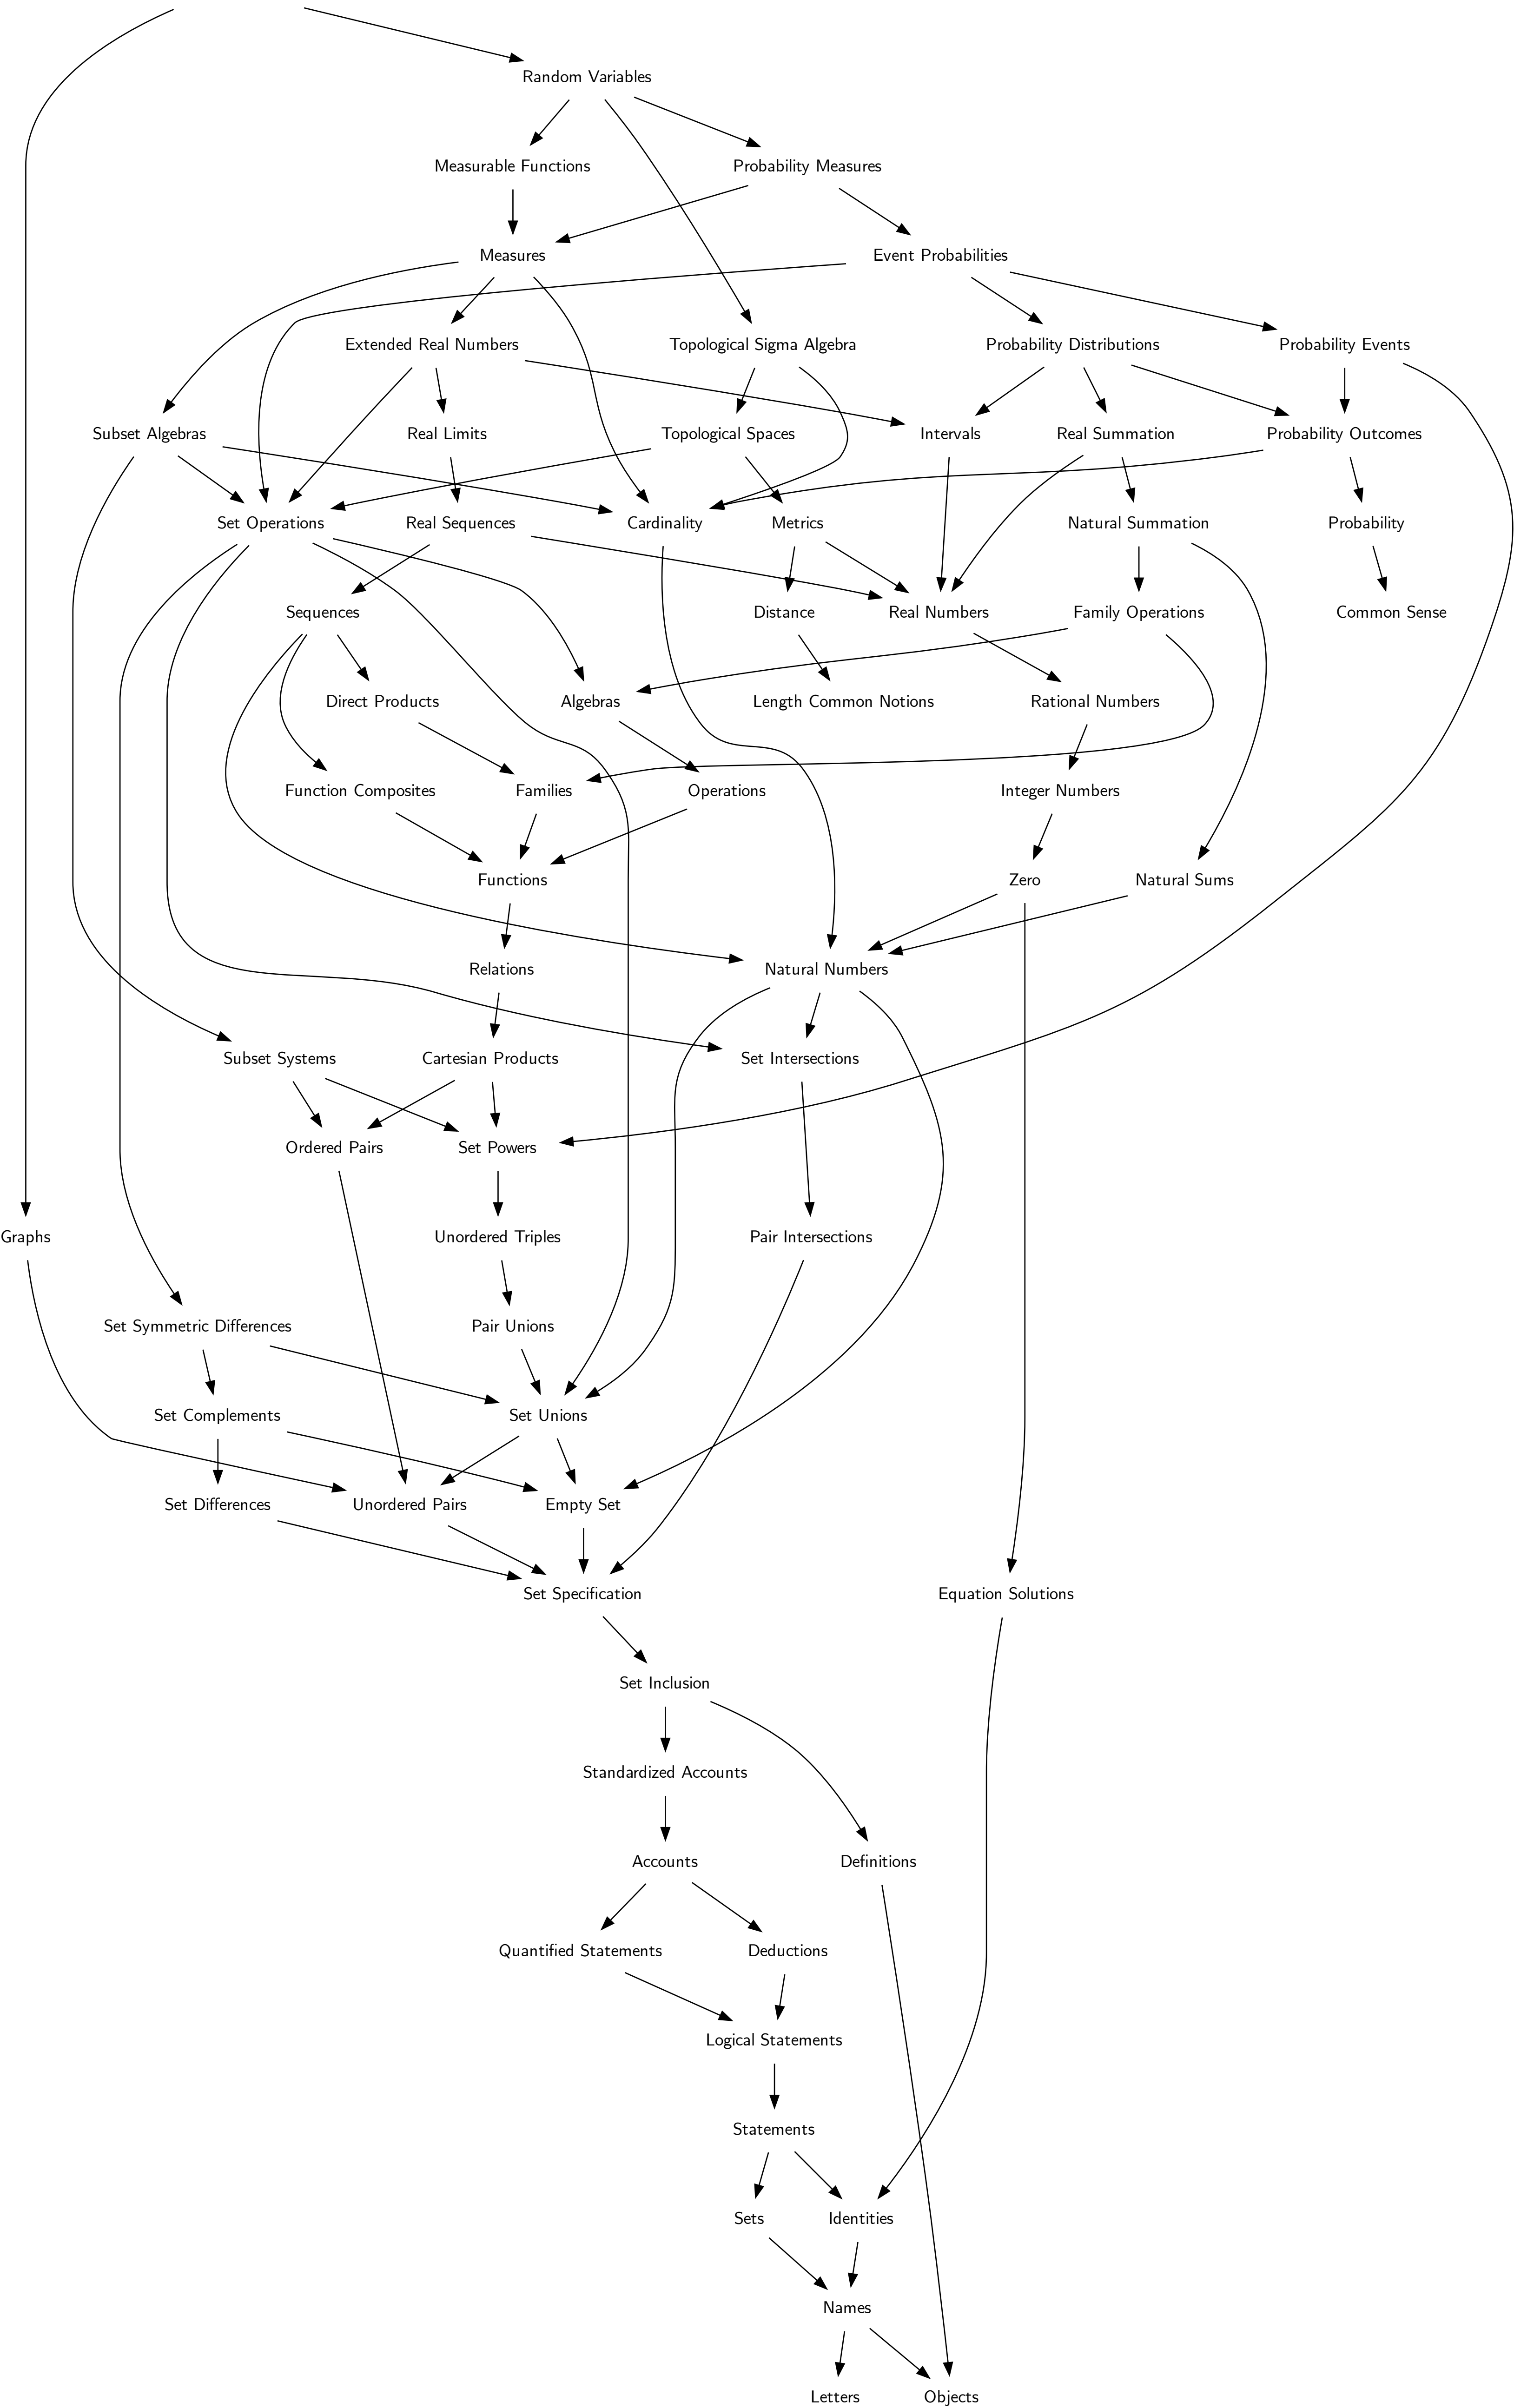 Random Variables
Measurable Functions
Probability Measures
Measures
Event Probabilities
Extended Real Numbers
Topological Sigma Algebra
Probability Distributions
Probability Events
Subset Algebras
Real Limits
Topological Spaces
Intervals
Real Summation
Probability Outcomes
Set Operations
Real Sequences
Cardinality
Metrics
Natural Summation
Probability
Sequences
Distance
Real Numbers
Family Operations
Common Sense
Direct Products
Algebras
Length Common Notions
Rational Numbers
Function Composites
Families
Operations
Integer Numbers
Functions
Zero
Natural Sums
Relations
Natural Numbers
Subset Systems
Cartesian Products
Set Intersections
Ordered Pairs
Set Powers
Graphs
Unordered Triples
Pair Intersections
Set Symmetric Differences
Pair Unions
Set Complements
Set Unions
Set Differences
Unordered Pairs
Empty Set
Set Specification
Equation Solutions
Set Inclusion
Standardized Accounts
Accounts
Definitions
Quantified Statements
Deductions
Logical Statements
Statements
Sets
Identities
Names
Letters
Objects